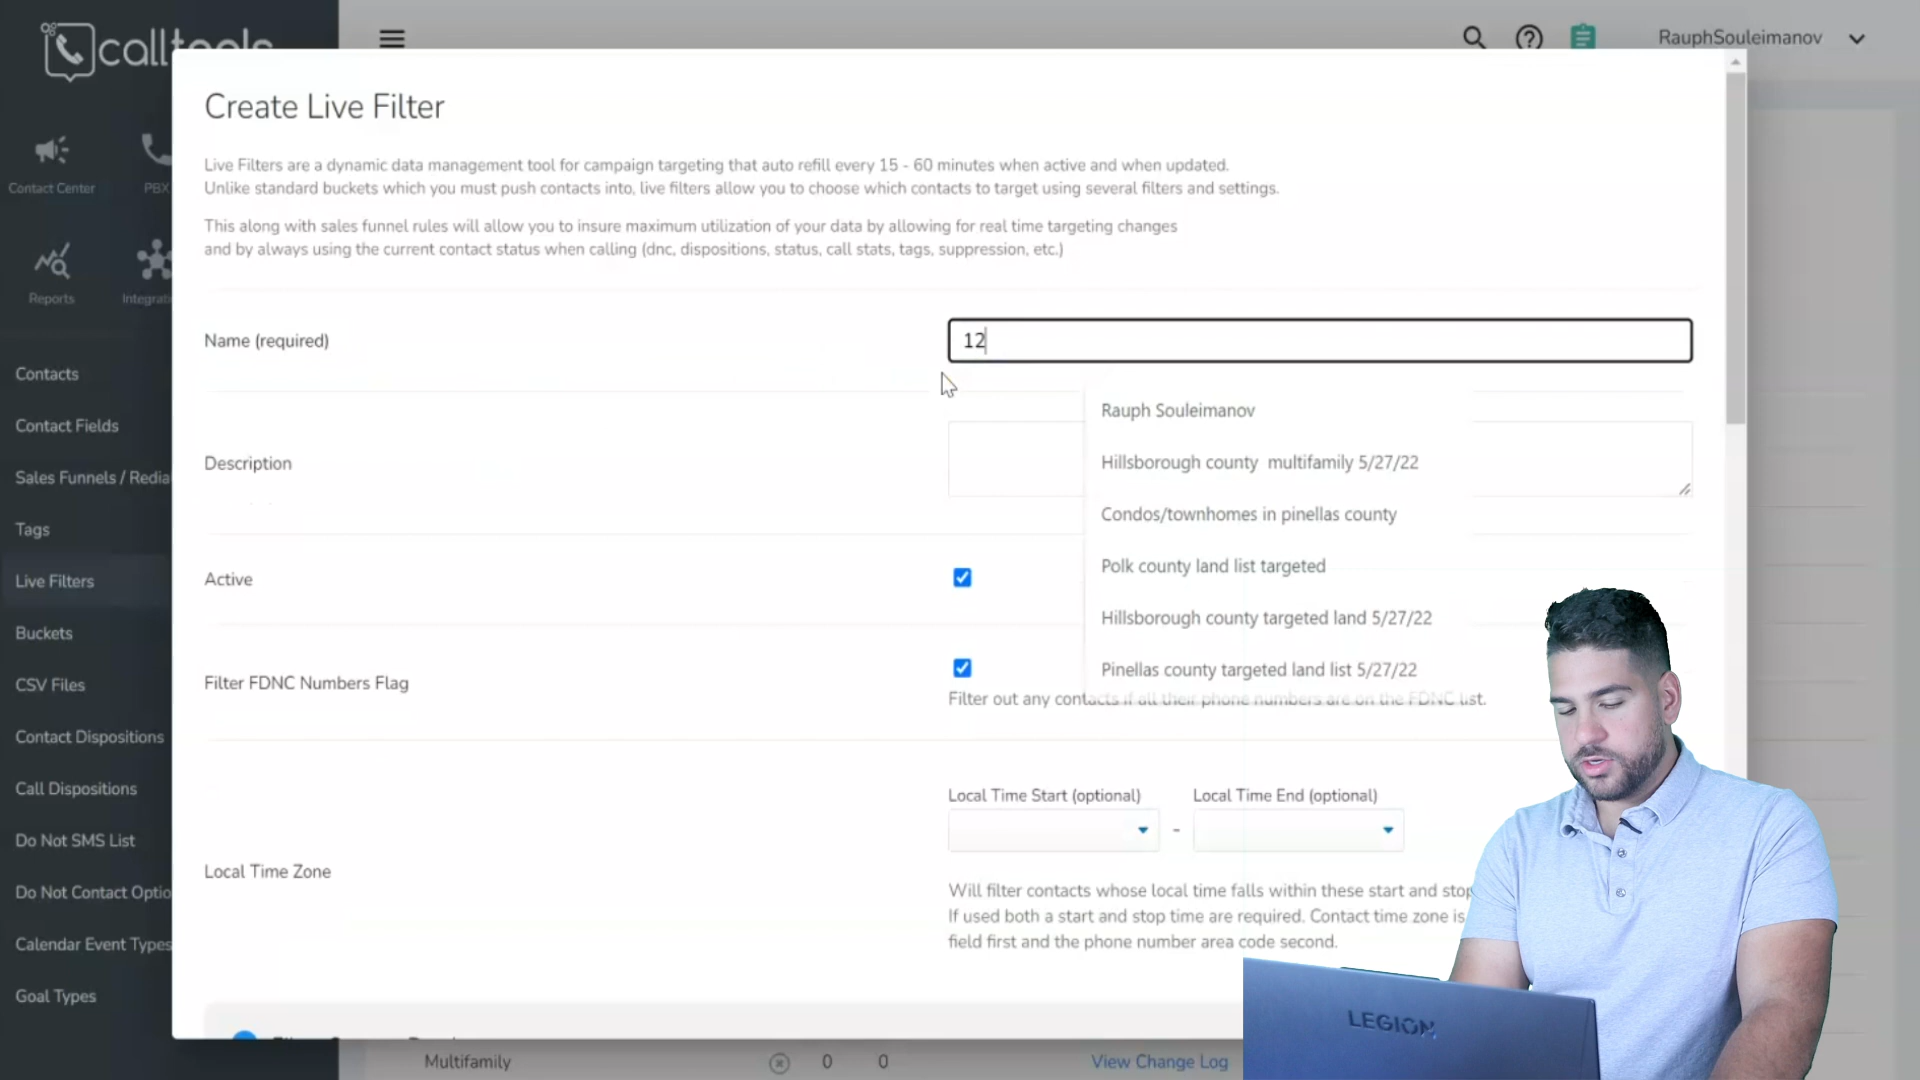 calltools
RauphSouleimanov
Contact Center
PBX
Reports
Contacts
Contact Fields
Sales Funnels / Redia
Tags
Live Filters
Buckets
CSV Files
Contact Dispositions
Call Dispositions
Do Not SMS List
Do Not Contact Optio
Calendar Event Types
Goal Types
Create Live Filter
Live Filters are a dynamic data management tool for campaign targeting that auto refill every 15 - 60 minutes when active and when updated.
Unlike standard buckets which you must push contacts into, live filters allow you to choose which contacts to target using several filters and settings.
This along with sales funnel rules will allow you to insure maximum utilization of your data by allowing for real time targeting changes
and by always using the current contact status when calling (dnc, dispositions, status, call stats, tags, suppression, etc.)
Name (required)
12
Rauph Souleimanov
Hillsborough county multifamily 5/27/22
Condos/townhomes in pinellas county
Polk county land list targeted
Hillsborough county targeted land 5/27/22
Pinellas county targeted land list 5/27/22
Description
Active
Filter FDNC Numbers Flag
Filter out any contacts if all their phone numbers are on the FDNC list.
Local Time Start (optional)
Local Time End (optional)
-
Local Time Zone
Will filter contacts whose local time falls within these start and stop
If used both a start and stop time are required. Contact time zone is
field first and the phone number area code second.
Multifamily
0
0
View Change Log
LEGION